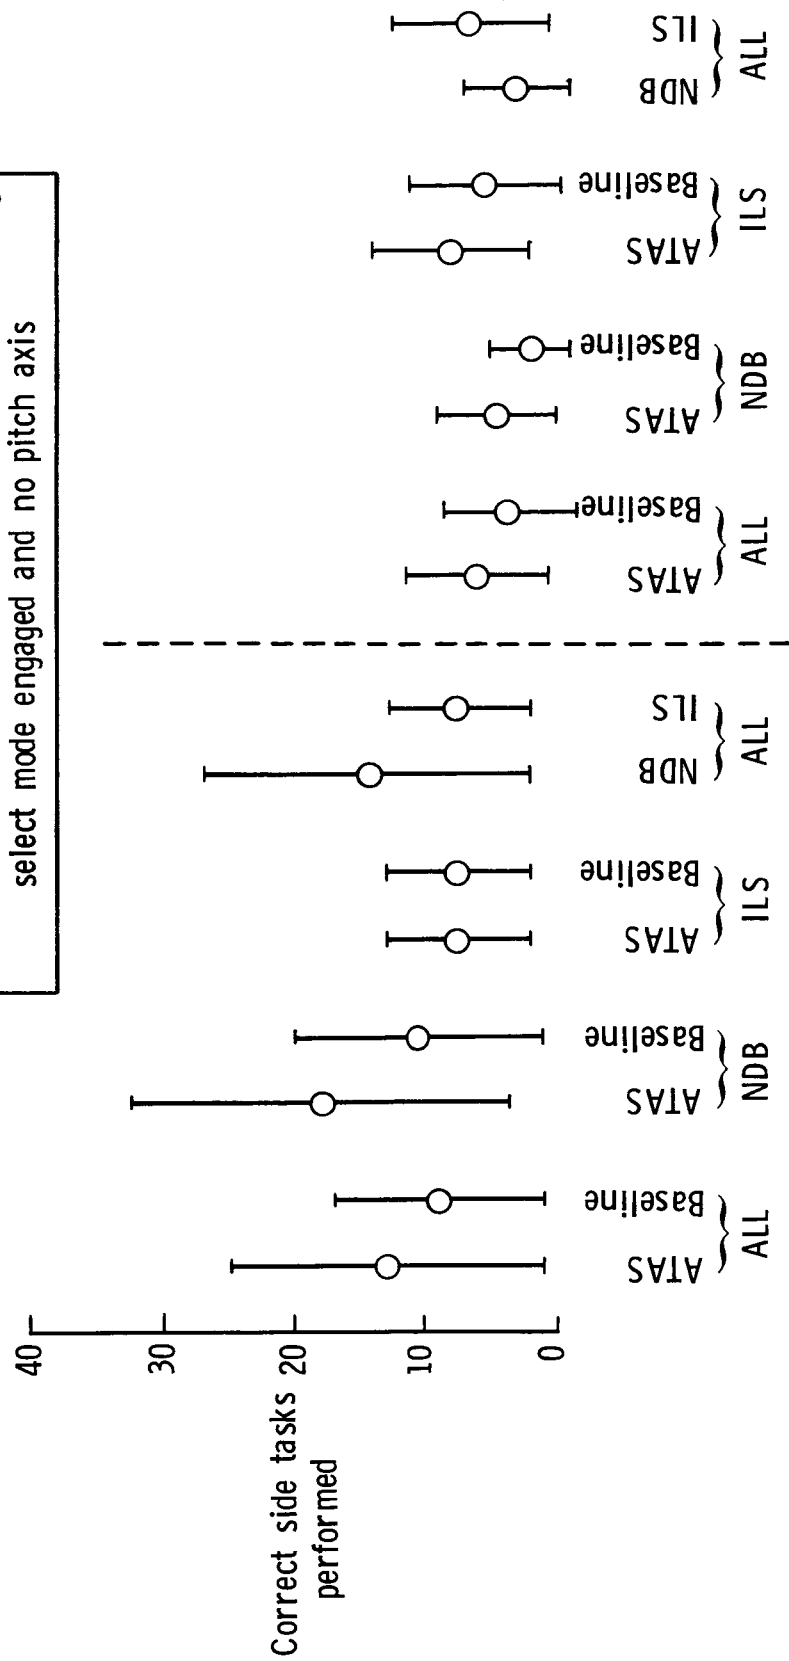 select mode engaged and no pitch axis
Correct side tasks
performed
40
30
20
10
0
ATAS
Baseline
ALL
ATAS
Baseline
NDB
ATAS
Baseline
ILS
NDB
ILS
ALL
ATAS
Baseline
ALL
ATAS
Baseline
NDB
ATAS
Baseline
ILS
NDB
ILS
ALL